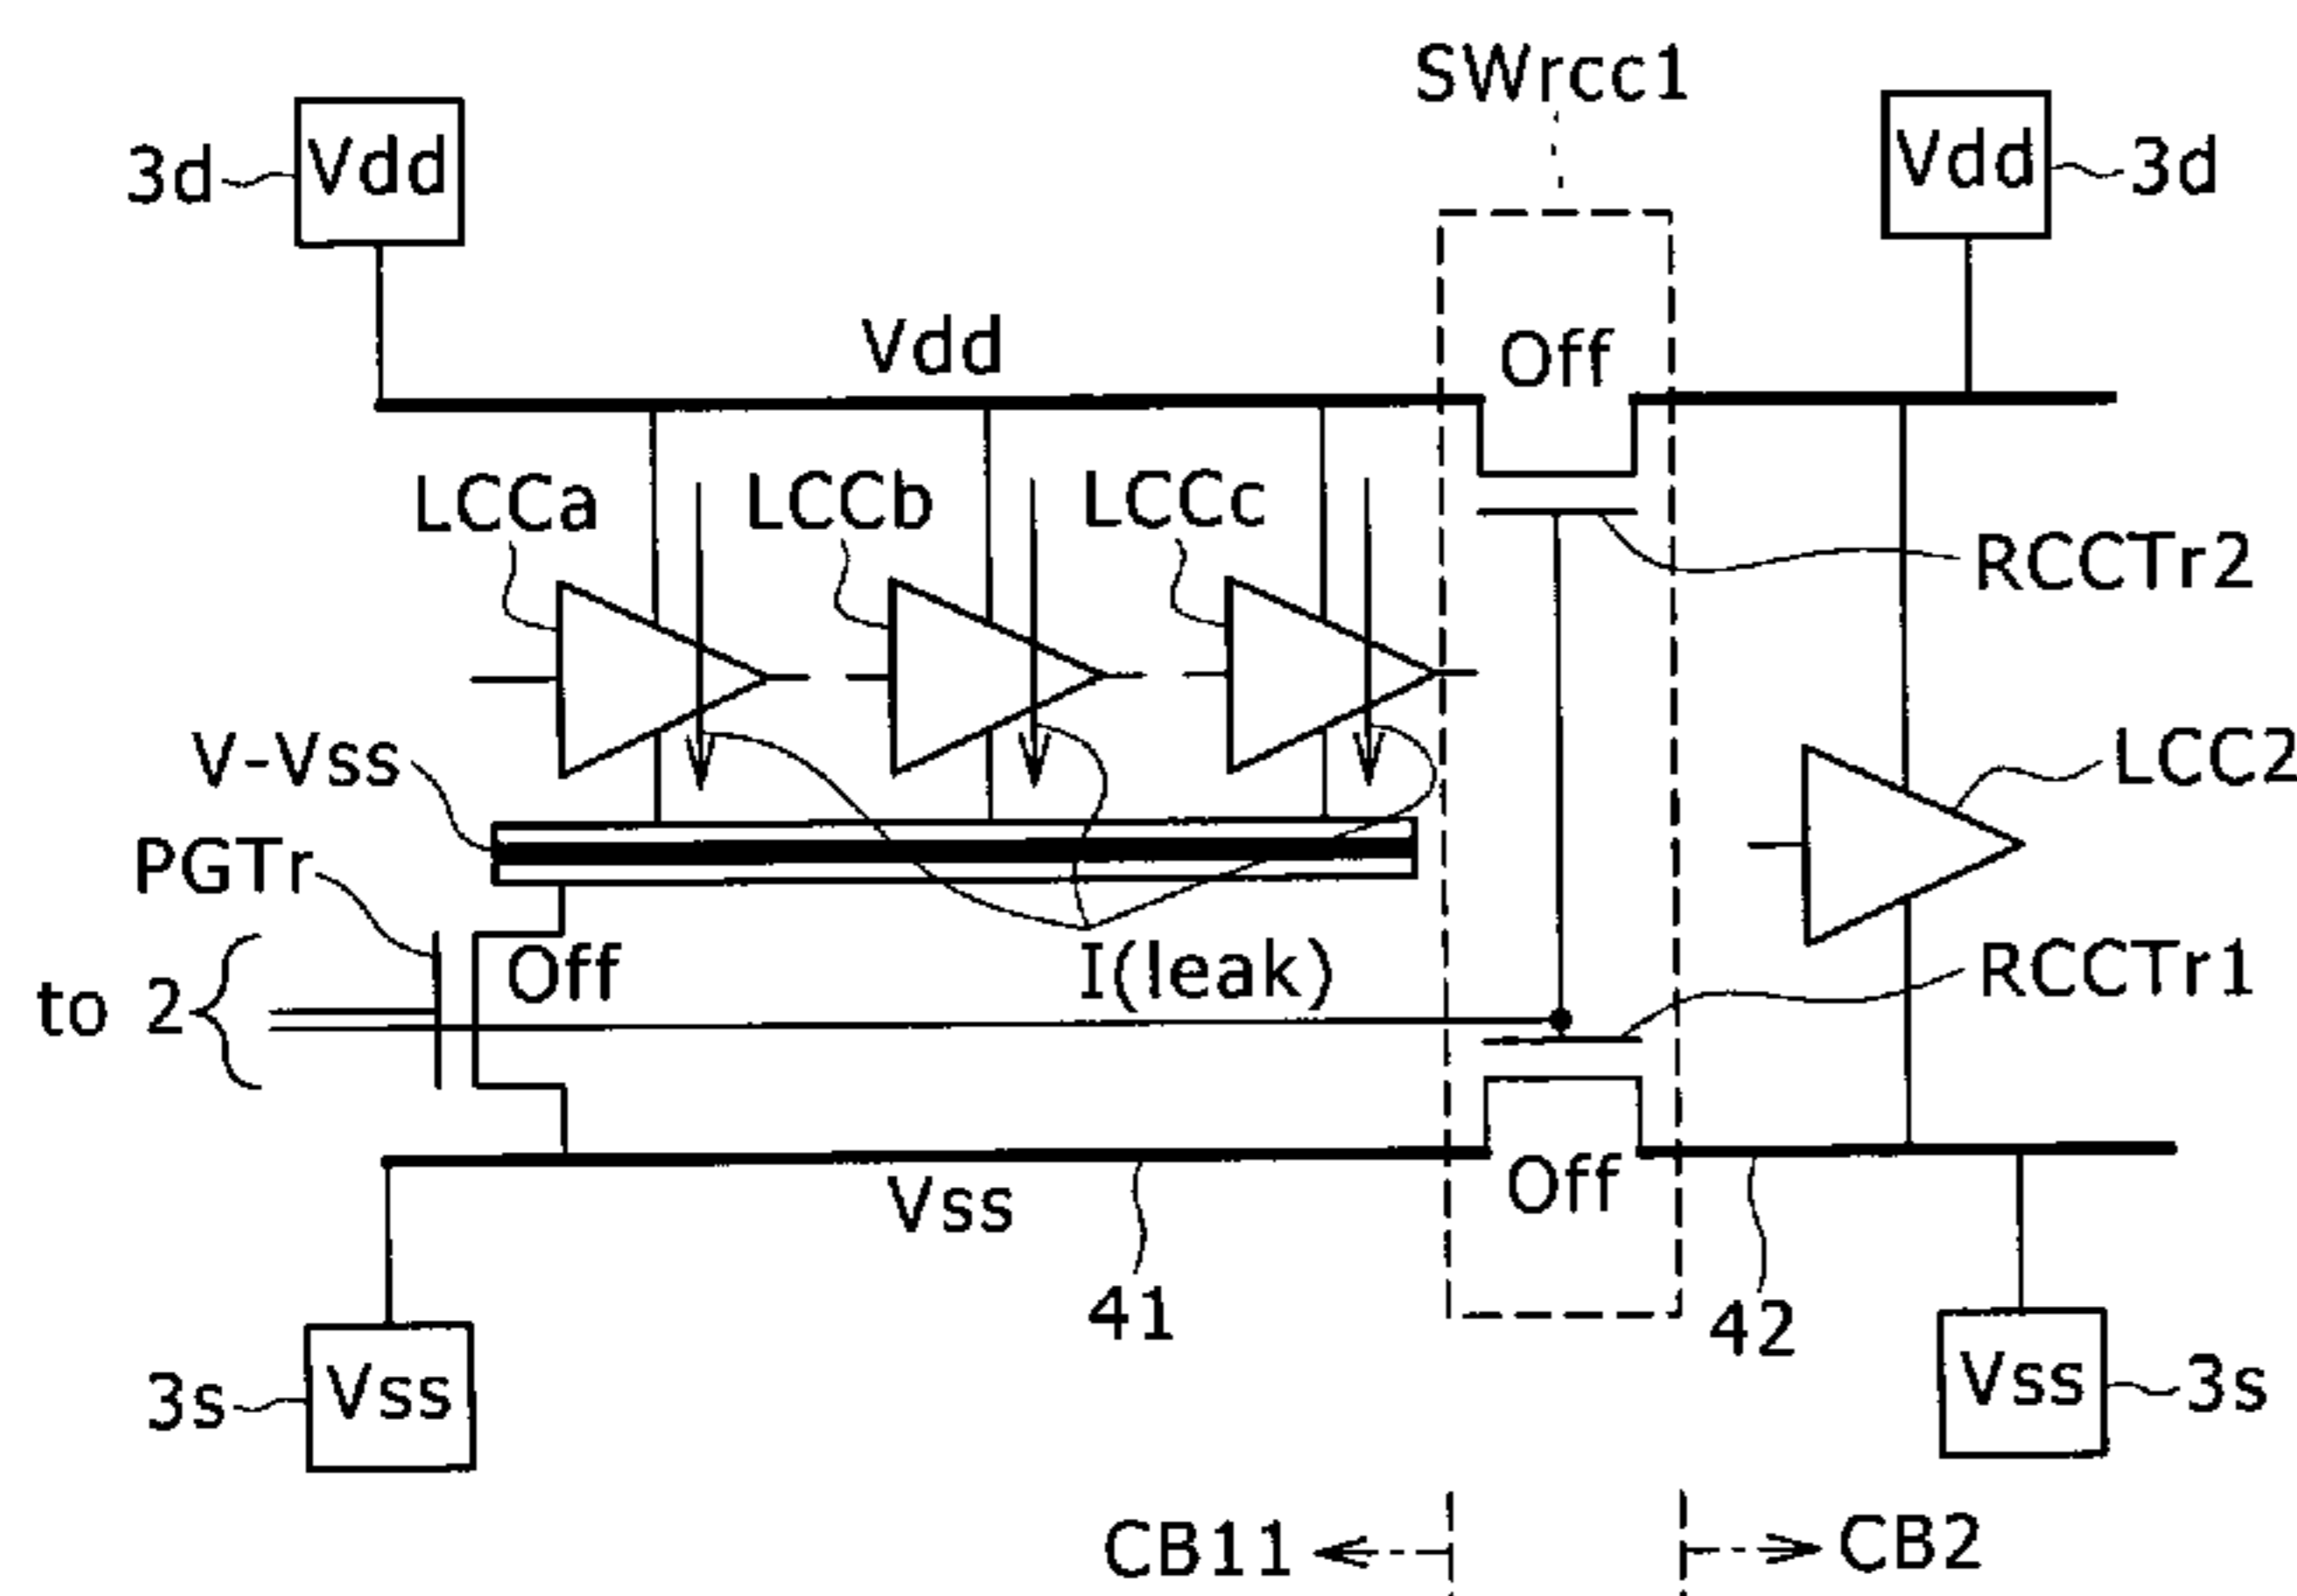 SWrcc1
3d
Vdd
Vdd
3d
Vdd
Off
LCCa
LCCb
LCCc
RCCTr2
V-Vss
LCC2
PGTr
Off
I(leak)
RCCTr1
to 2
Vss
Off
41
42
3s
Vss
Vss
3s
CB11
CB2